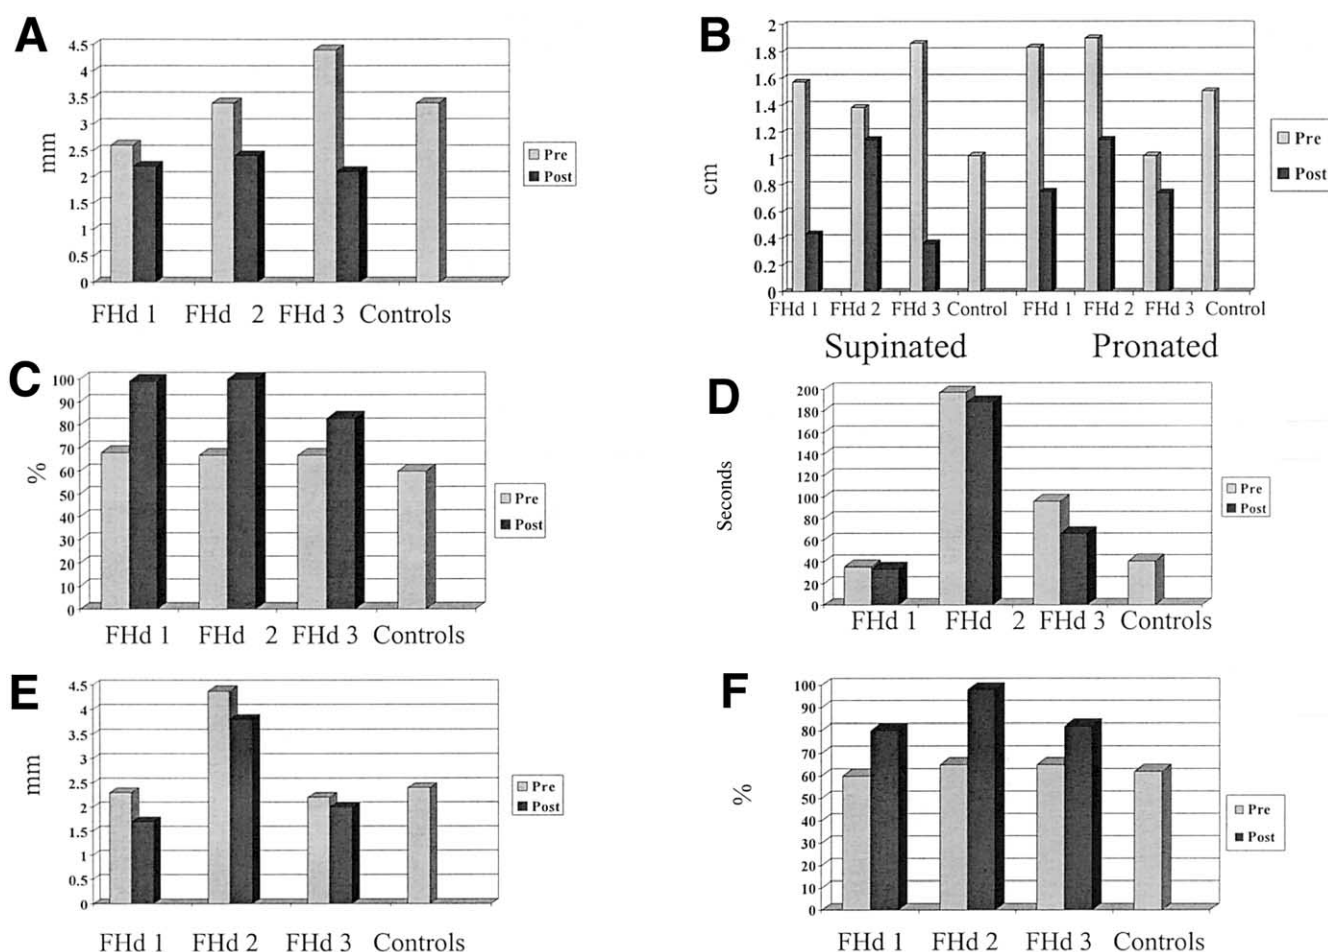 A
4.5
4
3.5
3
2.5
2
1.5
1
0.5
0
mm
Pre
Post
FHd 1 FHd 2 FHd 3 Controls
B
2
1.8
1.6
1.4
1.2
1
0.8
0.6
0.4
0.2
0
cm
Pre
Post
FHd 1 FHd 2 FHd 3 Control FHd 1 FHd 2 FHd 3 Control
Supinated Pronated
C
100
90
80
70
60
50
40
30
20
10
0
%
Pre
Post
FHd 1 FHd 2 FHd 3 Controls
D
200
180
160
140
120
100
80
60
40
20
0
Seconds
Pre
Post
FHd 1 FHd 2 FHd 3 Controls
E
4.5
4
3.5
3
2.5
2
1.5
1
0.5
0
mm
Pre
Post
FHd 1 FHd 2 FHd 3 Controls
F
100
90
80
70
60
50
40
30
20
10
0
%
Pre
Post
FHd 1 FHd 2 FHd 3 Controls